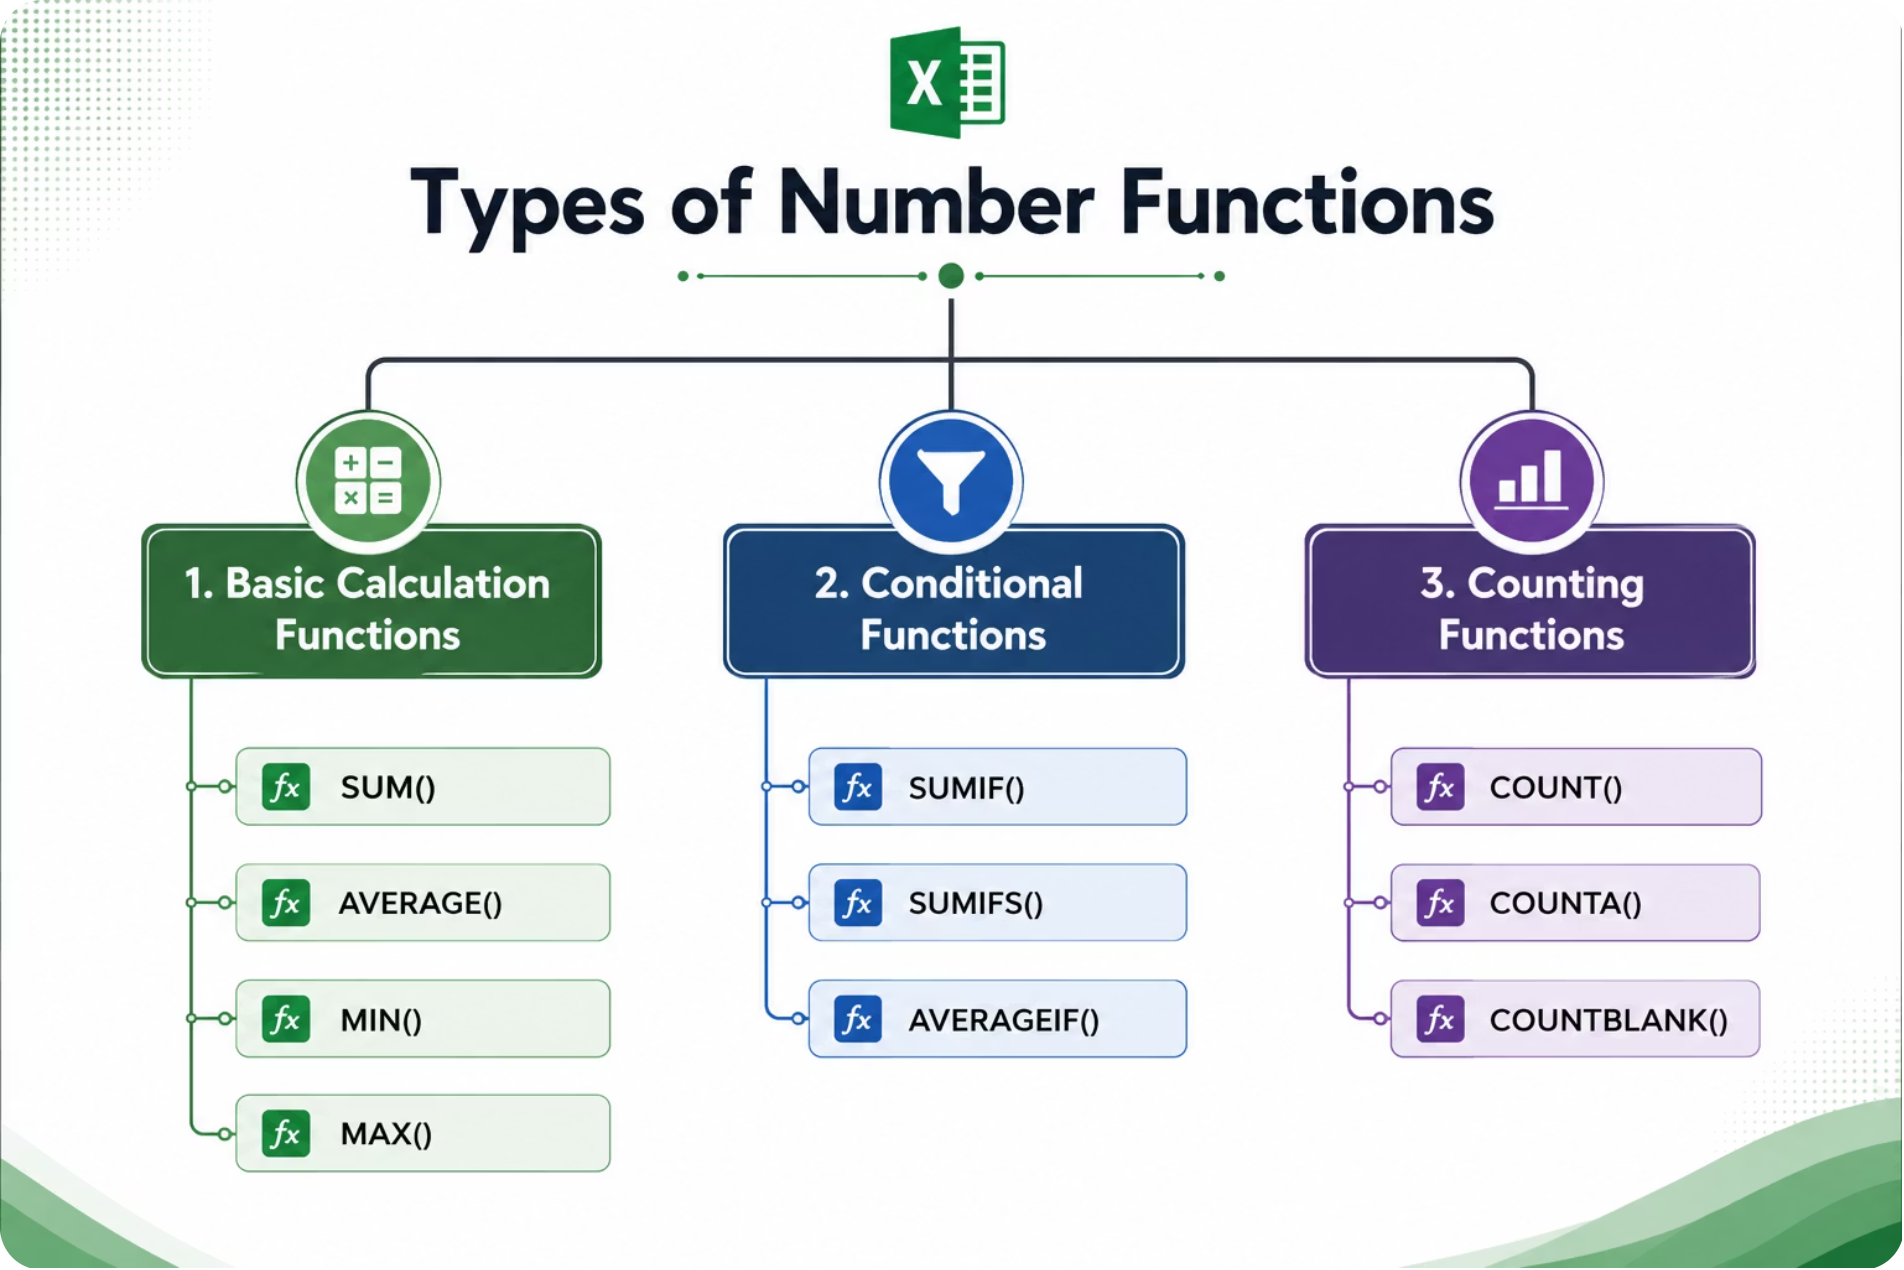 X
Types of Number Functions
1. Basic Calculation
Functions
fx SUM()
fx AVERAGE()
fx MIN()
fx MAX()
2. Conditional
Functions
fx SUMIF()
fx SUMIFS()
fx AVERAGEIF()
3. Counting
Functions
fx COUNT()
fx COUNTA()
fx COUNTBLANK()